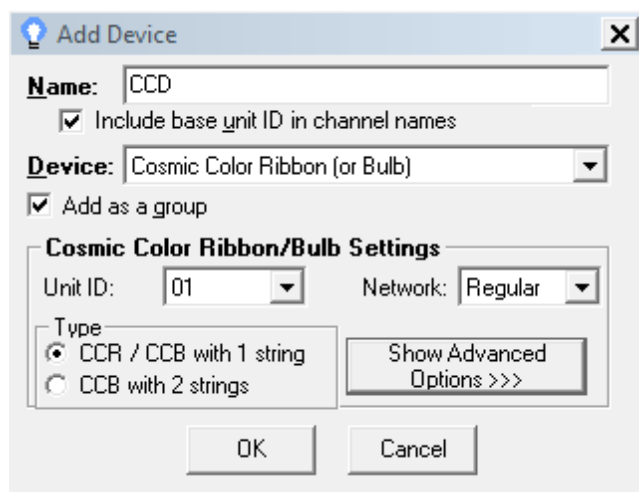 Add Device
Name: CCD
Include base unit ID in channel names
Device: Cosmic Color Ribbon (or Bulb)
Add as a group
Cosmic Color Ribbon/Bulb Settings
Unit ID: 01 Network: Regular
Type
CCR / CCB with 1 string
CCB with 2 strings
Show Advanced
Options >>>
OK Cancel